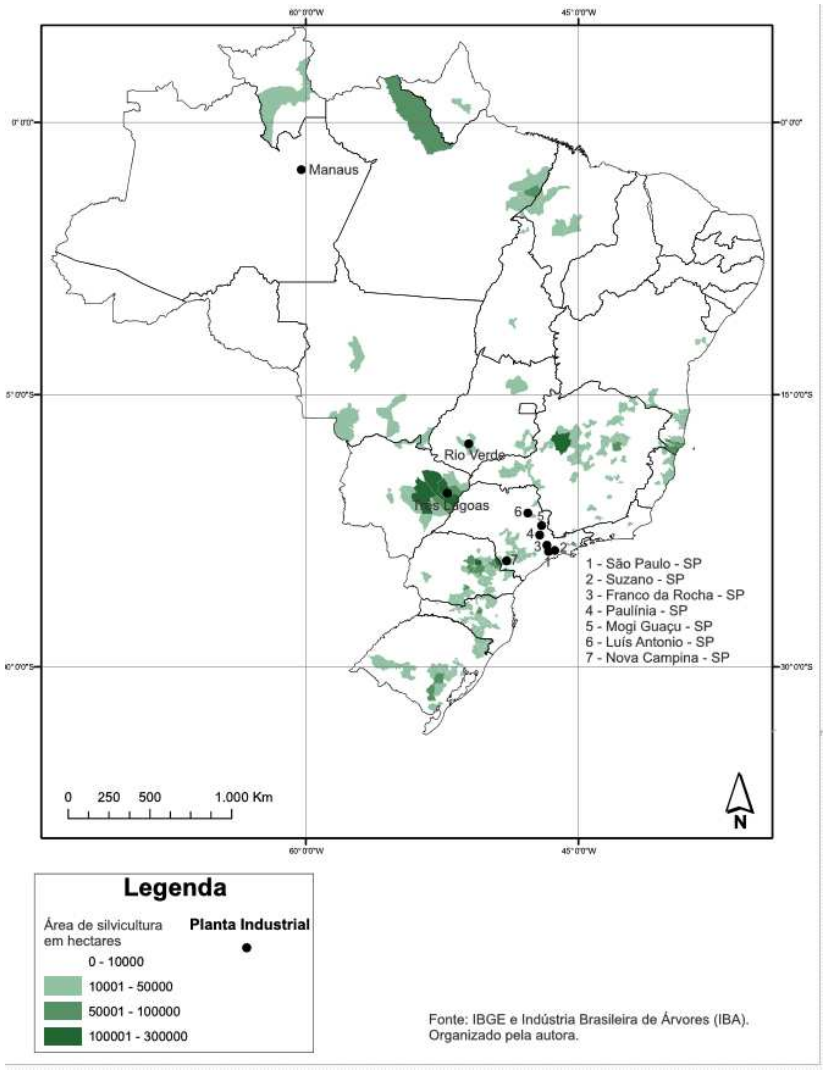 60° 0'0"W
45° 0'0"W
0° 0'0"
0° 0'0"
Manaus
5° 0'0"S
15° 0'0"S
Rio Verde
Três Lagoas
6
5
4
3
2
1
7
1 - São Paulo - SP
2 - Suzano - SP
3 - Franco da Rocha - SP
4 - Paulínia - SP
5 - Mogi Guaçu - SP
6 - Luís Antonio - SP
7 - Nova Campina - SP
0° 0'0"S
30° 0'0"S
0 250 500 1.000 Km
N
60° 0'0"W
45° 0'0"W
Legenda
Área de silvicultura
em hectares
Planta Industrial
0 - 10000
10001 - 50000
50001 - 100000
100001 - 300000
Fonte: IBGE e Indústria Brasileira de Árvores (IBA).
Organizado pela autora.